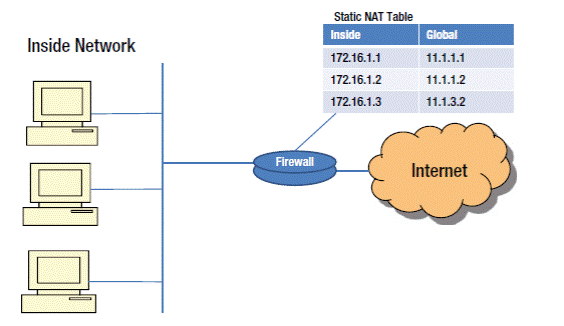 Static NAT Table
Inside Global
172.16.1.1 11.1.1.1
172.16.1.2 11.1.1.2
172.16.1.3 11.1.3.2
Inside Network
Firewall
Internet